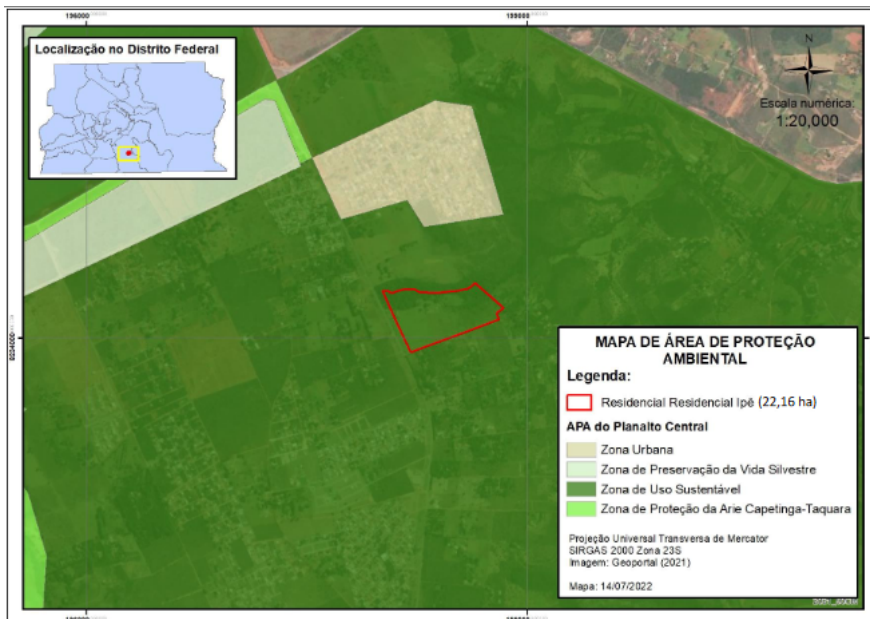 196000
199000
Localização no Distrito Federal
N
Escala numérica:
1:20,000
8234000
MAPA DE ÁREA DE PROTEÇÃO
AMBIENTAL
Legenda:
Residencial Residencial Ipê (22,16 ha)
APA do Planalto Central
Zona Urbana
Zona de Preservação da Vida Silvestre
Zona de Uso Sustentável
Zona de Proteção da Arie Capetinga-Taquara
Projeção Universal Transversa de Mercator
SIRGAS 2000 Zona 23S
Imagem: Geoportal (2021)
Mapa: 14/07/2022